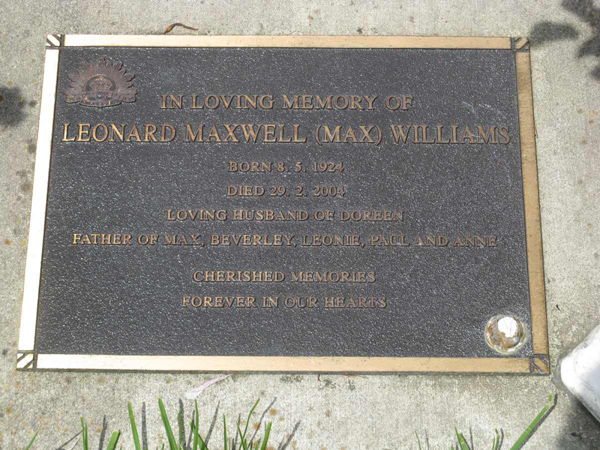 IN LOVING MEMORY OF
LEONARD MAXWELL (MAX) WILLIAMS
BORN 8. 5. 1924
DIED 29. 2. 2004
LOVING HUSBAND OF DOREEN
FATHER OF MAX, BEVERLEY, LEONIE, PAUL AND ANNE
CHERISHED MEMORIES
FOREVER IN OUR HEARTS